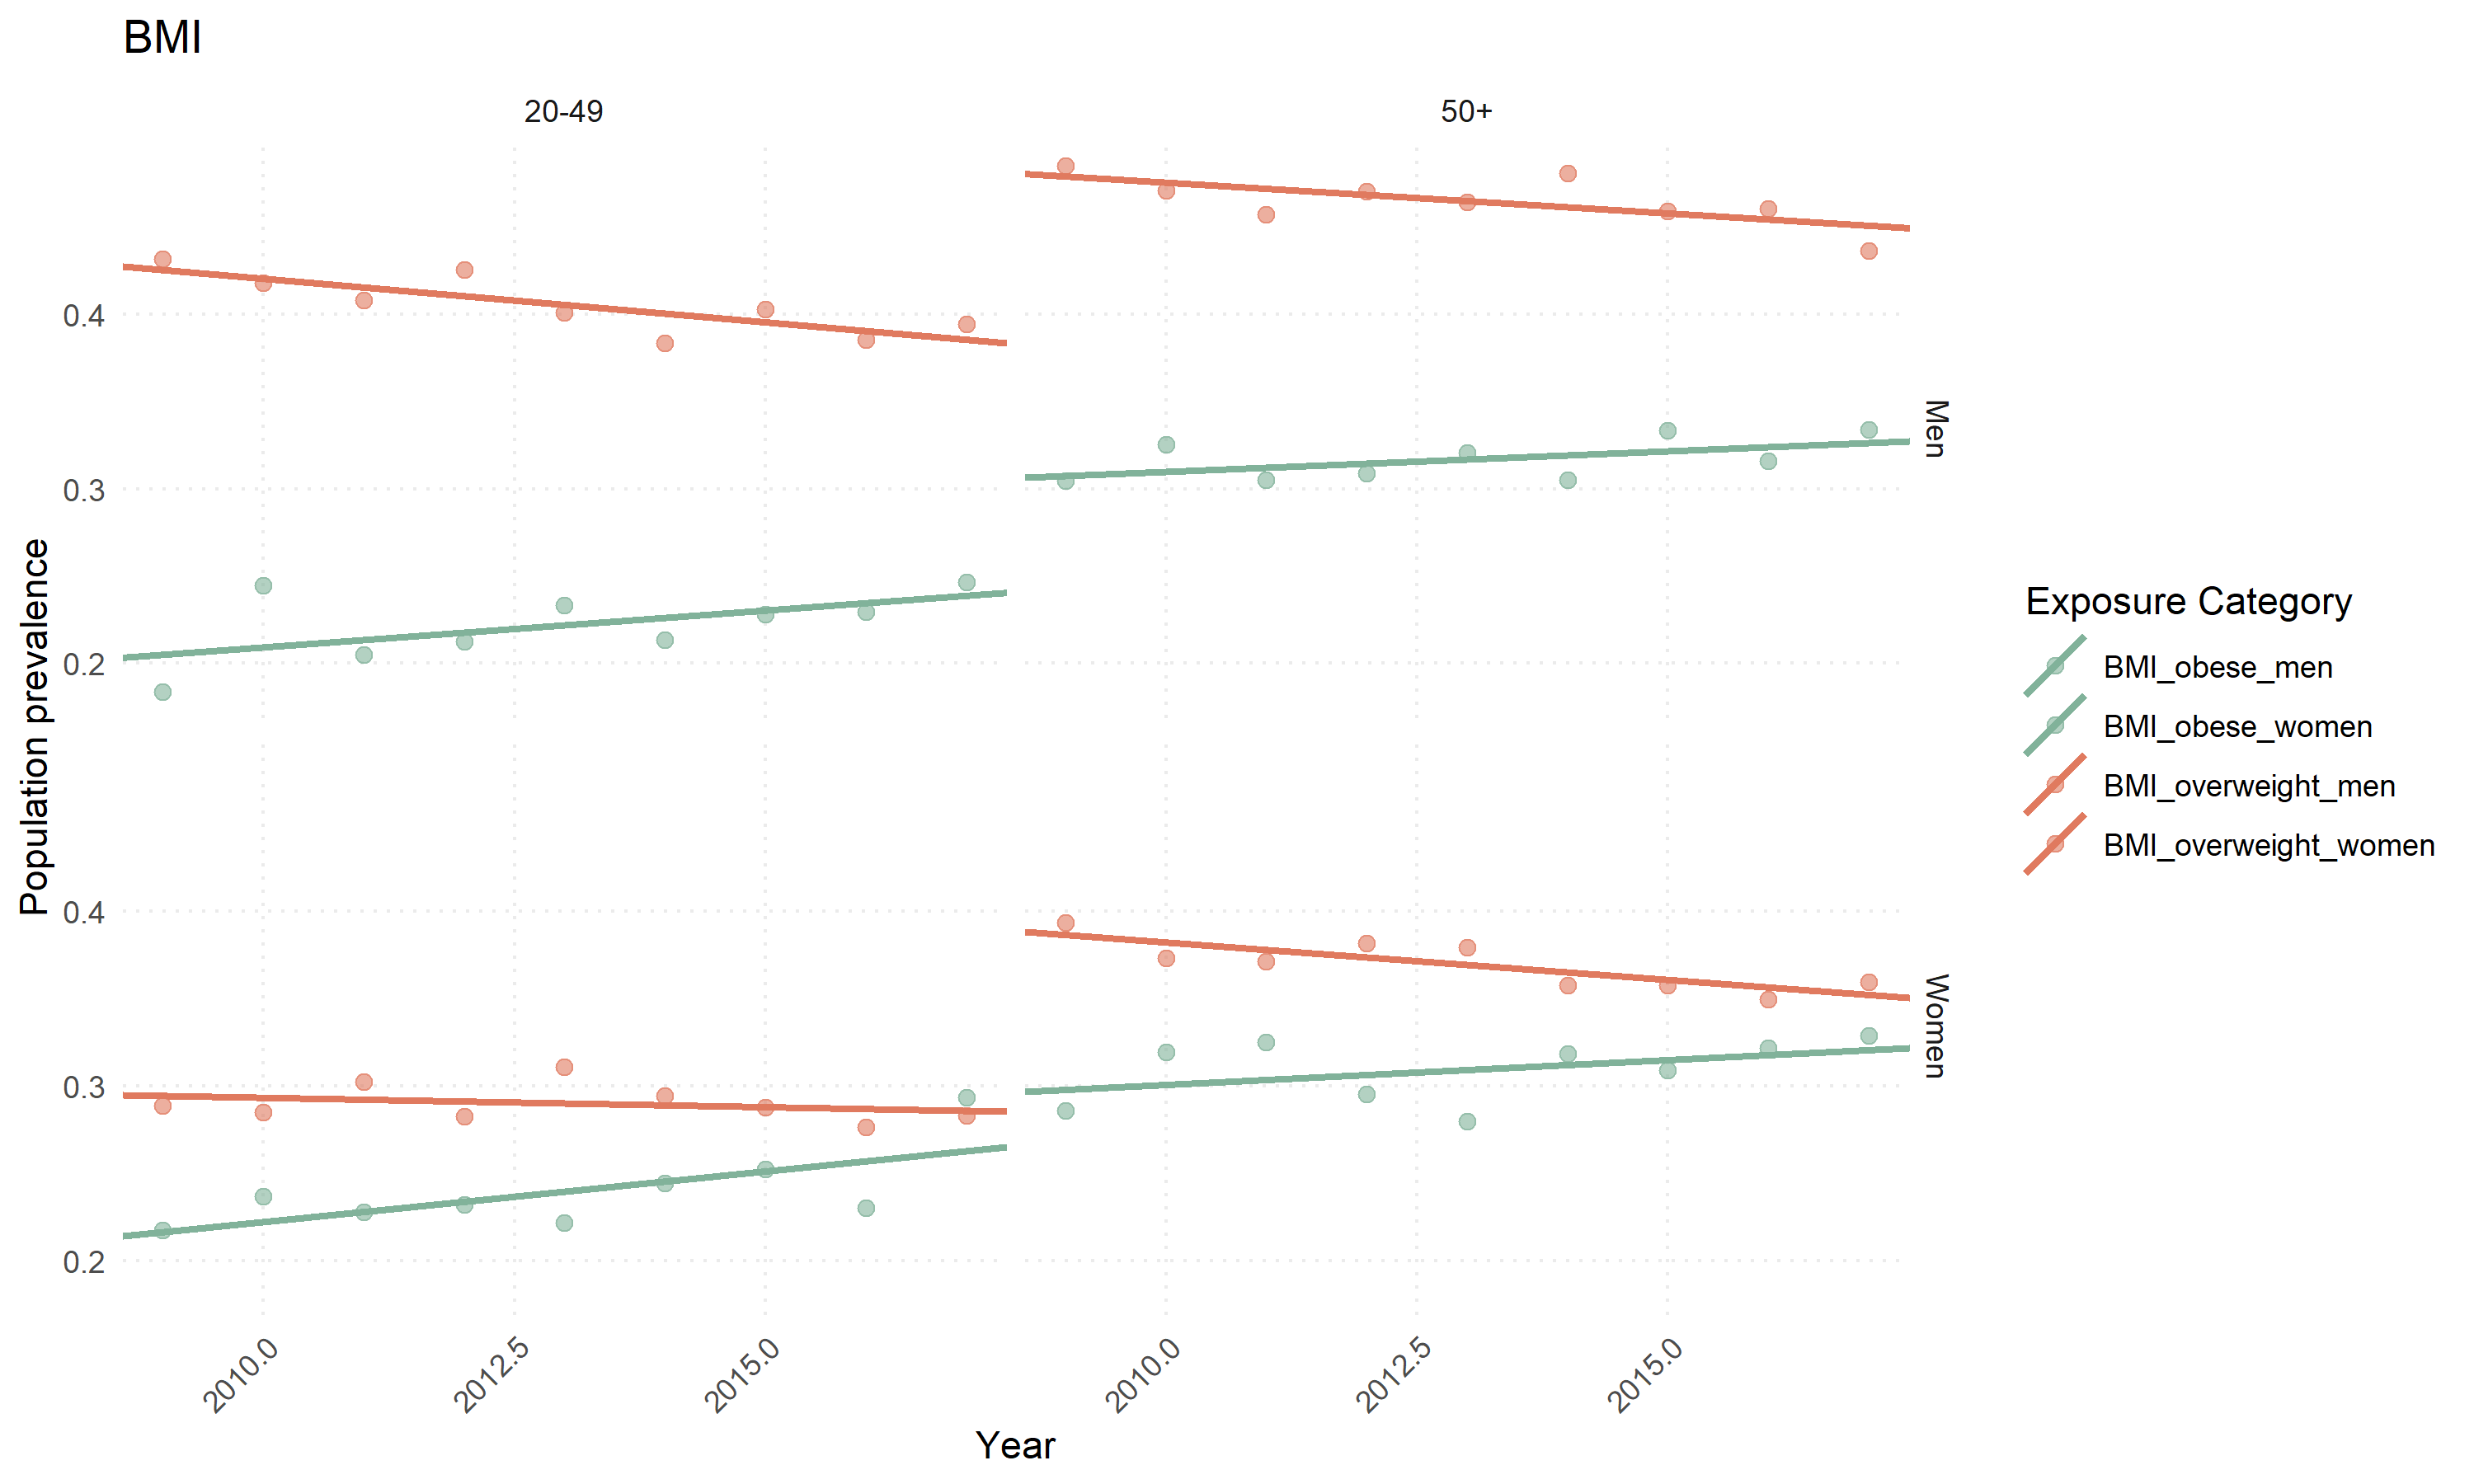 BMI
20-49
50+
Population prevalence
0.4
0.3
0.2
Men
0.4
0.3
0.2
Women
2010.0
2012.5
2015.0
2010.0
2012.5
2015.0
Year
Exposure Category
BMI_obese_men
BMI_obese_women
BMI_overweight_men
BMI_overweight_women